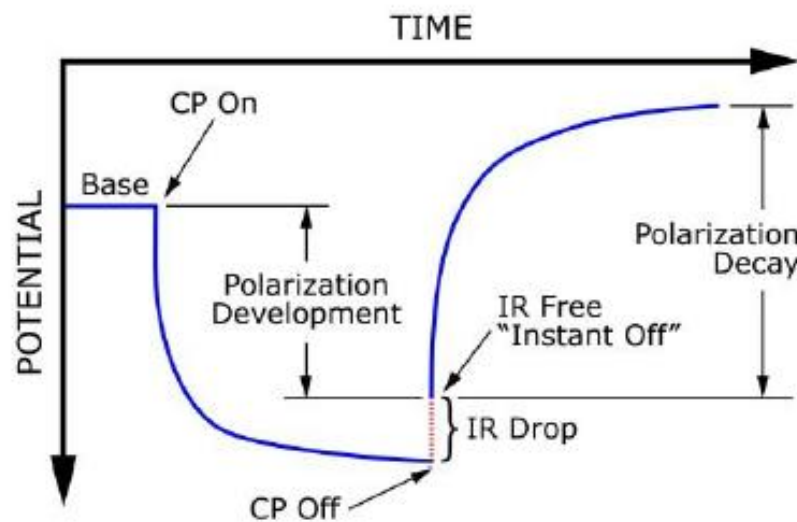 TIME
CP On
Base
POTENTIAL
Polarization
Development
Polarization
Decay
IR Free
“Instant Off”
IR Drop
CP Off